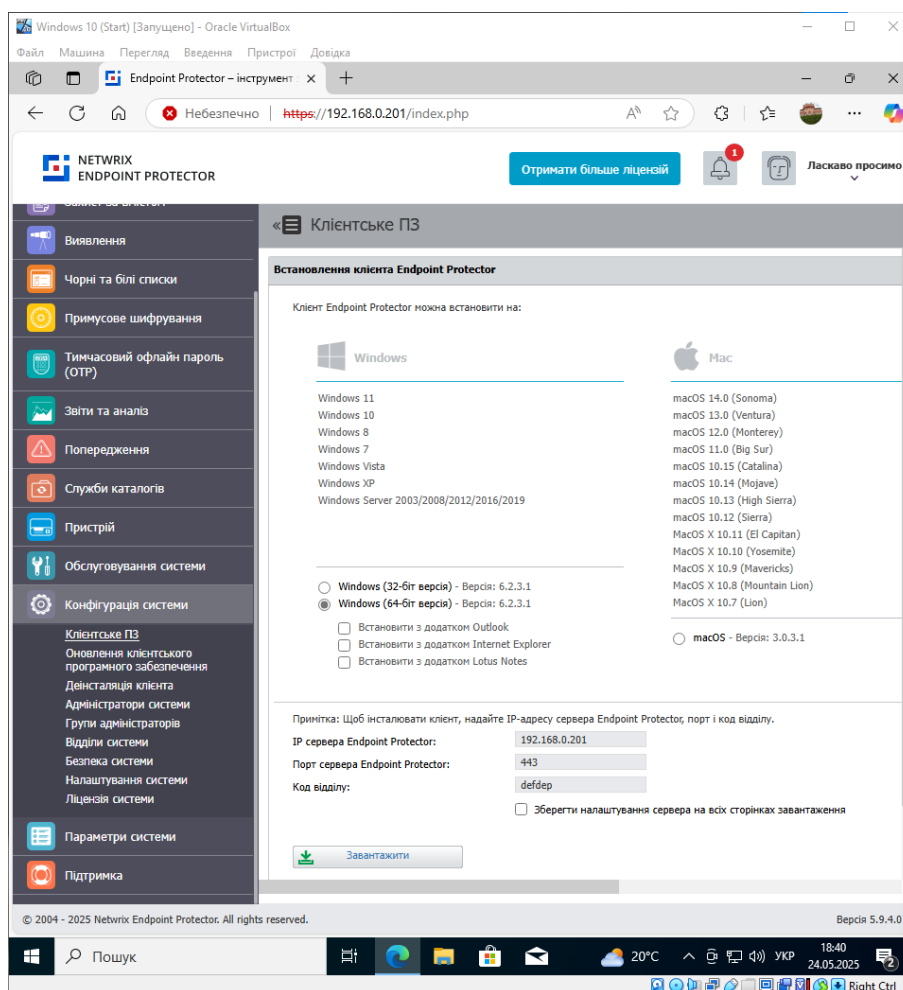 Windows 10 (Start) [Запущено] - Oracle VirtualBox
Файл Машина Перегляд Введення Пристрої Довідка
Endpoint Protector – інструмент з
Небезпечно https://192.168.0.201/index.php
NETWRIX
ENDPOINT PROTECTOR
Отримати більше ліцензій
1
Ласкаво просимо
Виявлення
Чорні та білі списки
Примусове шифрування
Тимчасовий офлайн пароль
(OTP)
Звіти та аналіз
Попередження
Служби каталогів
Пристрій
Обслуговування системи
Конфігурація системи
Клієнтське ПЗ
Оновлення клієнтського
програмного забезпечення
Деінсталяція клієнта
Адміністратори системи
Групи адміністраторів
Відділи системи
Безпека системи
Налаштування системи
Ліцензія системи
Параметри системи
Підтримка
« Клієнтське ПЗ
Встановлення клієнта Endpoint Protector
Клієнт Endpoint Protector можна встановити на:
Windows
Windows 11
Windows 10
Windows 8
Windows 7
Windows Vista
Windows XP
Windows Server 2003/2008/2012/2016/2019
Windows (32-біт версія) - Версія: 6.2.3.1
Windows (64-біт версія) - Версія: 6.2.3.1
Встановити з додатком Outlook
Встановити з додатком Internet Explorer
Встановити з додатком Lotus Notes
Mac
macOS 14.0 (Sonoma)
macOS 13.0 (Ventura)
macOS 12.0 (Monterey)
macOS 11.0 (Big Sur)
macOS 10.15 (Catalina)
macOS 10.14 (Mojave)
macOS 10.13 (High Sierra)
macOS 10.12 (Sierra)
MacOS X 10.11 (El Capitan)
MacOS X 10.10 (Yosemite)
MacOS X 10.9 (Mavericks)
MacOS X 10.8 (Mountain Lion)
MacOS X 10.7 (Lion)
macOS - Версія: 3.0.3.1
Примітка: Щоб інсталювати клієнт, надайте IP-адресу сервера Endpoint Protector, порт і код відділу.
IP сервера Endpoint Protector: 192.168.0.201
Порт сервера Endpoint Protector: 443
Код відділу: defdep
Зберегти налаштування сервера на всіх сторінках завантаження
Завантажити
© 2004 - 2025 Netwrix Endpoint Protector. All rights reserved. Версія 5.9.4.0
Пошук 20°C УКР 18:40
24.05.2025 2
Right Ctrl